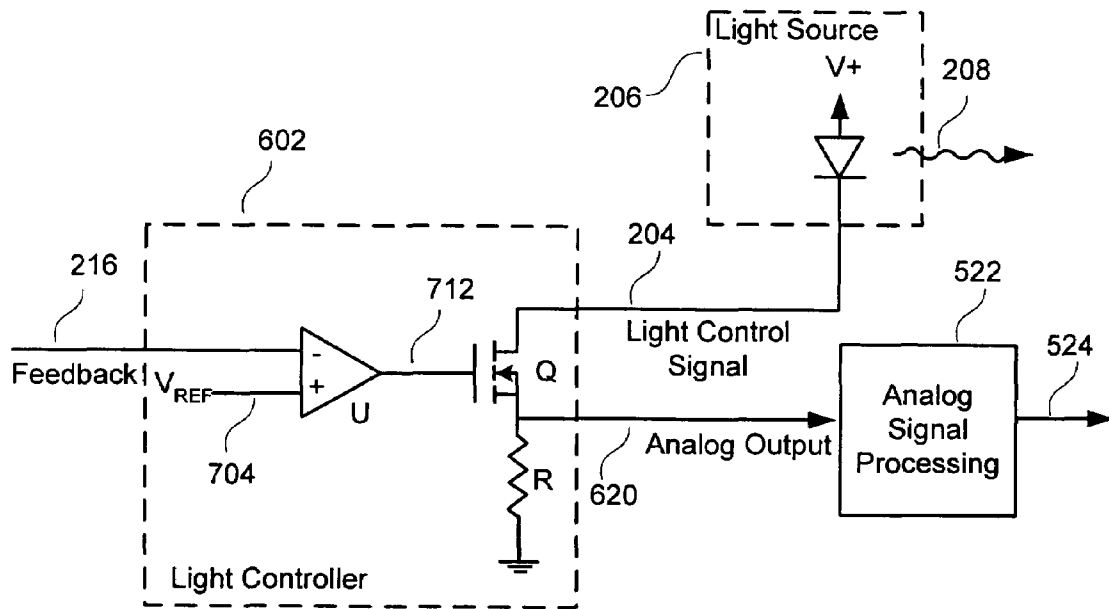 Light Source
V+
206
208
602
204
216
712
522
524
Light Control
Signal
Feedback
VREF
-
+
U
Q
704
Analog Output
620
R
Analog
Signal
Processing
Light Controller